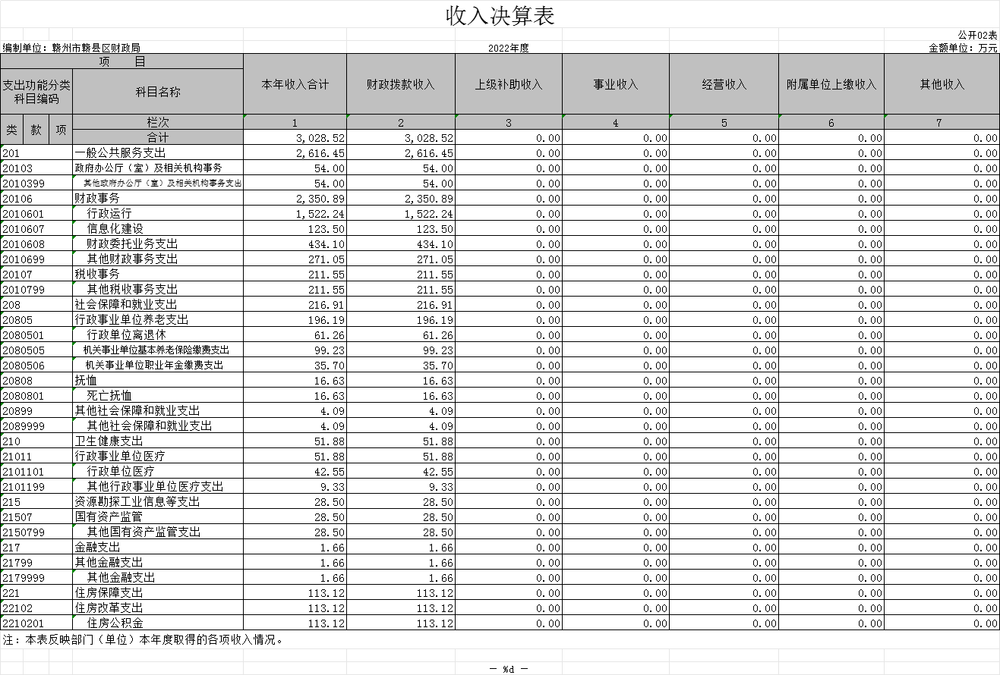 收入决算表
公开02表
编制单位：赣州市赣县区财政局 2022年度 金额单位：万元
项 目 本年收入合计 财政拨款收入 上级补助收入 事业收入 经营收入 附属单位上缴收入 其他收入
支出功能分类科目编码 科目名称
类 款 项 栏次 1 2 3 4 5 6 7
合计 3,028.52 3,028.52 0.00 0.00 0.00 0.00 0.00
201 一般公共服务支出 2,616.45 2,616.45 0.00 0.00 0.00 0.00 0.00
20103 政府办公厅（室）及相关机构事务 54.00 54.00 0.00 0.00 0.00 0.00 0.00
2010399 其他政府办公厅（室）及相关机构事务支出 54.00 54.00 0.00 0.00 0.00 0.00 0.00
20106 财政事务 2,350.89 2,350.89 0.00 0.00 0.00 0.00 0.00
2010601 行政运行 1,522.24 1,522.24 0.00 0.00 0.00 0.00 0.00
2010607 信息化建设 123.50 123.50 0.00 0.00 0.00 0.00 0.00
2010608 财政委托业务支出 434.10 434.10 0.00 0.00 0.00 0.00 0.00
2010699 其他财政事务支出 271.05 271.05 0.00 0.00 0.00 0.00 0.00
20107 税收事务 211.55 211.55 0.00 0.00 0.00 0.00 0.00
2010799 其他税收事务支出 211.55 211.55 0.00 0.00 0.00 0.00 0.00
208 社会保障和就业支出 216.91 216.91 0.00 0.00 0.00 0.00 0.00
20805 行政事业单位养老支出 196.19 196.19 0.00 0.00 0.00 0.00 0.00
2080501 行政单位离退休 61.26 61.26 0.00 0.00 0.00 0.00 0.00
2080505 机关事业单位基本养老保险缴费支出 99.23 99.23 0.00 0.00 0.00 0.00 0.00
2080506 机关事业单位职业年金缴费支出 35.70 35.70 0.00 0.00 0.00 0.00 0.00
20808 抚恤 16.63 16.63 0.00 0.00 0.00 0.00 0.00
2080801 死亡抚恤 16.63 16.63 0.00 0.00 0.00 0.00 0.00
20899 其他社会保障和就业支出 4.09 4.09 0.00 0.00 0.00 0.00 0.00
2089999 其他社会保障和就业支出 4.09 4.09 0.00 0.00 0.00 0.00 0.00
210 卫生健康支出 51.88 51.88 0.00 0.00 0.00 0.00 0.00
21011 行政事业单位医疗 51.88 51.88 0.00 0.00 0.00 0.00 0.00
2101101 行政单位医疗 42.55 42.55 0.00 0.00 0.00 0.00 0.00
2101199 其他行政事业单位医疗支出 9.33 9.33 0.00 0.00 0.00 0.00 0.00
215 资源勘探工业信息等支出 28.50 28.50 0.00 0.00 0.00 0.00 0.00
21507 国有资产监管 28.50 28.50 0.00 0.00 0.00 0.00 0.00
2150799 其他国有资产监管支出 28.50 28.50 0.00 0.00 0.00 0.00 0.00
217 金融支出 1.66 1.66 0.00 0.00 0.00 0.00 0.00
21799 其他金融支出 1.66 1.66 0.00 0.00 0.00 0.00 0.00
2179999 其他金融支出 1.66 1.66 0.00 0.00 0.00 0.00 0.00
221 住房保障支出 113.12 113.12 0.00 0.00 0.00 0.00 0.00
22102 住房改革支出 113.12 113.12 0.00 0.00 0.00 0.00 0.00
2210201 住房公积金 113.12 113.12 0.00 0.00 0.00 0.00 0.00
注：本表反映部门（单位）本年度取得的各项收入情况。
— %d —